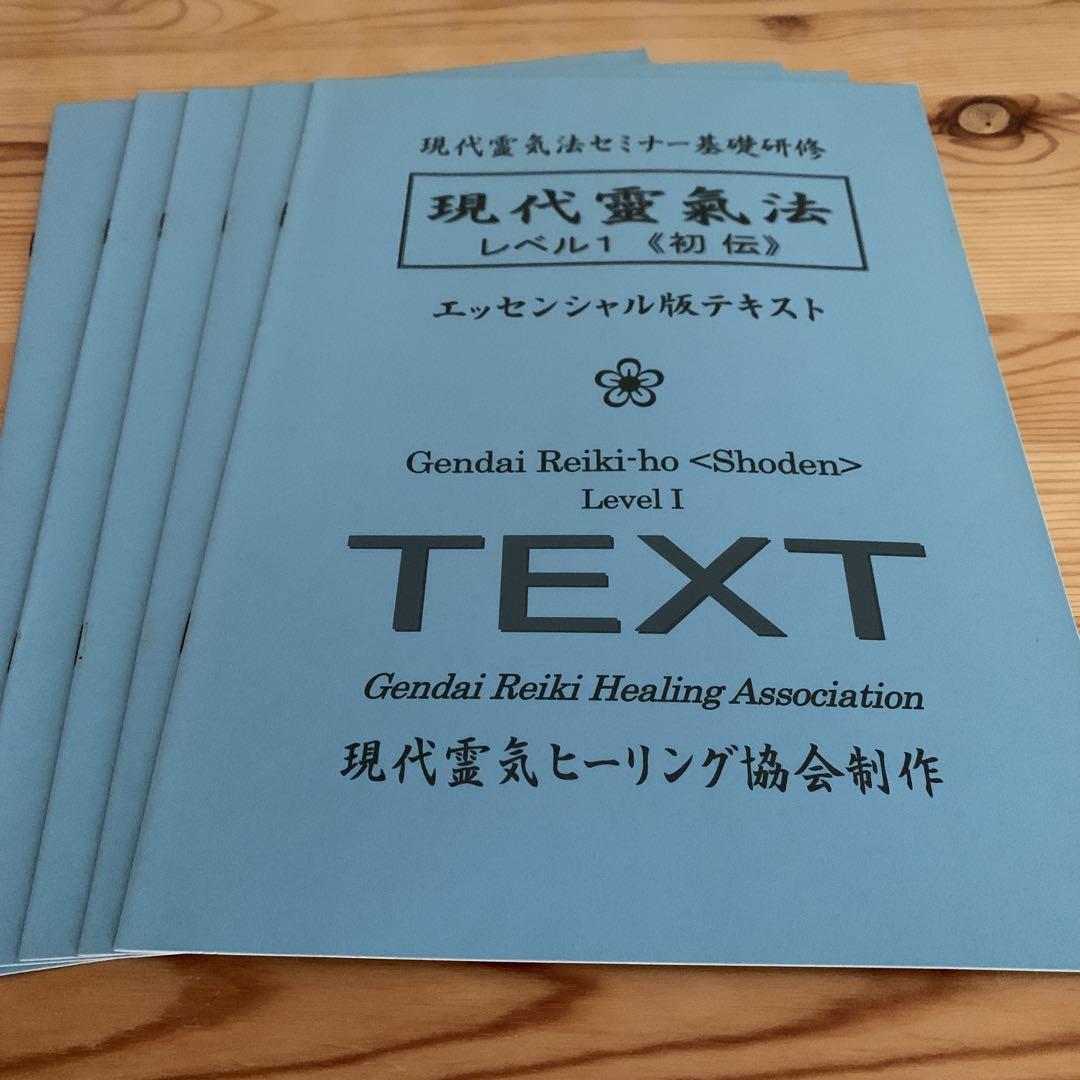 現代霊気法セミナー基礎研修
現代靈氣法
レベル1 《初伝》
エッセンシャル版テキスト
Gendai Reiki-ho <Shoden>
Level I
TEXT
Gendai Reiki Healing Association
現代霊気ヒーリング協会制作